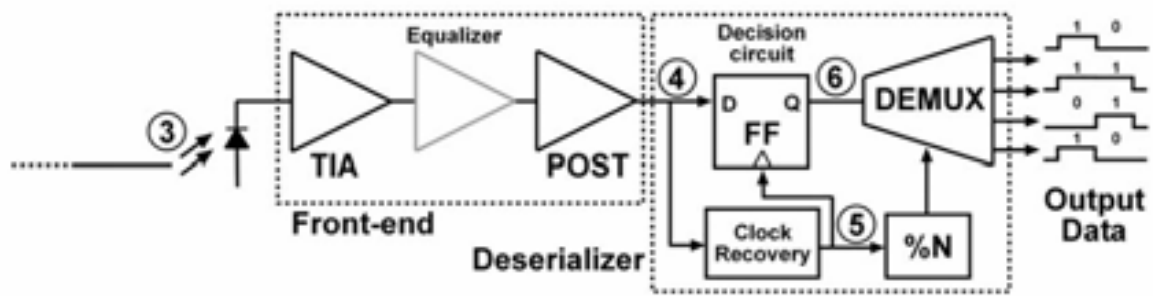 Equalizer
Decision
circuit
3
4
6
D Q
FF
DEMUX
TIA
POST
Front-end
Deserializer
Clock
Recovery
5
%N
1 0
1 1
0 1
1 0
Output
Data